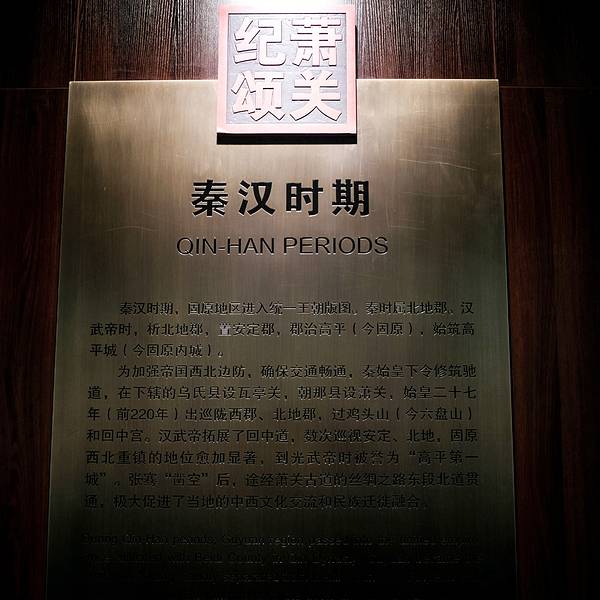 萧关
纪颂
秦汉时期
QIN-HAN PERIODS
秦汉时期，固原地区进入统一王朝版图。秦时属北地郡。汉
武帝时，析北地郡，置安定郡，郡治高平（今固原），始筑高
平城（今固原内城）。
为加强帝国西北边防，确保交通畅通，秦始皇下令修筑驰
道，在下辖的乌氏县设瓦亭关，朝那县设萧关，始皇二十七
年（前220年）出巡陇西郡、北地郡，过鸡头山（今六盘山）
和回中宫。汉武帝拓展了回中道，数次巡视安定、北地，固原
西北重镇的地位愈加显著，到光武帝时被誉为“高平第一
城”。张骞“凿空”后，途经萧关古道的丝绸之路东段北道贯
通，极大促进了当地的中西文化交流和民族迁徙融合。
During Qin-Han periods, Guyuan region passed into the unified empire